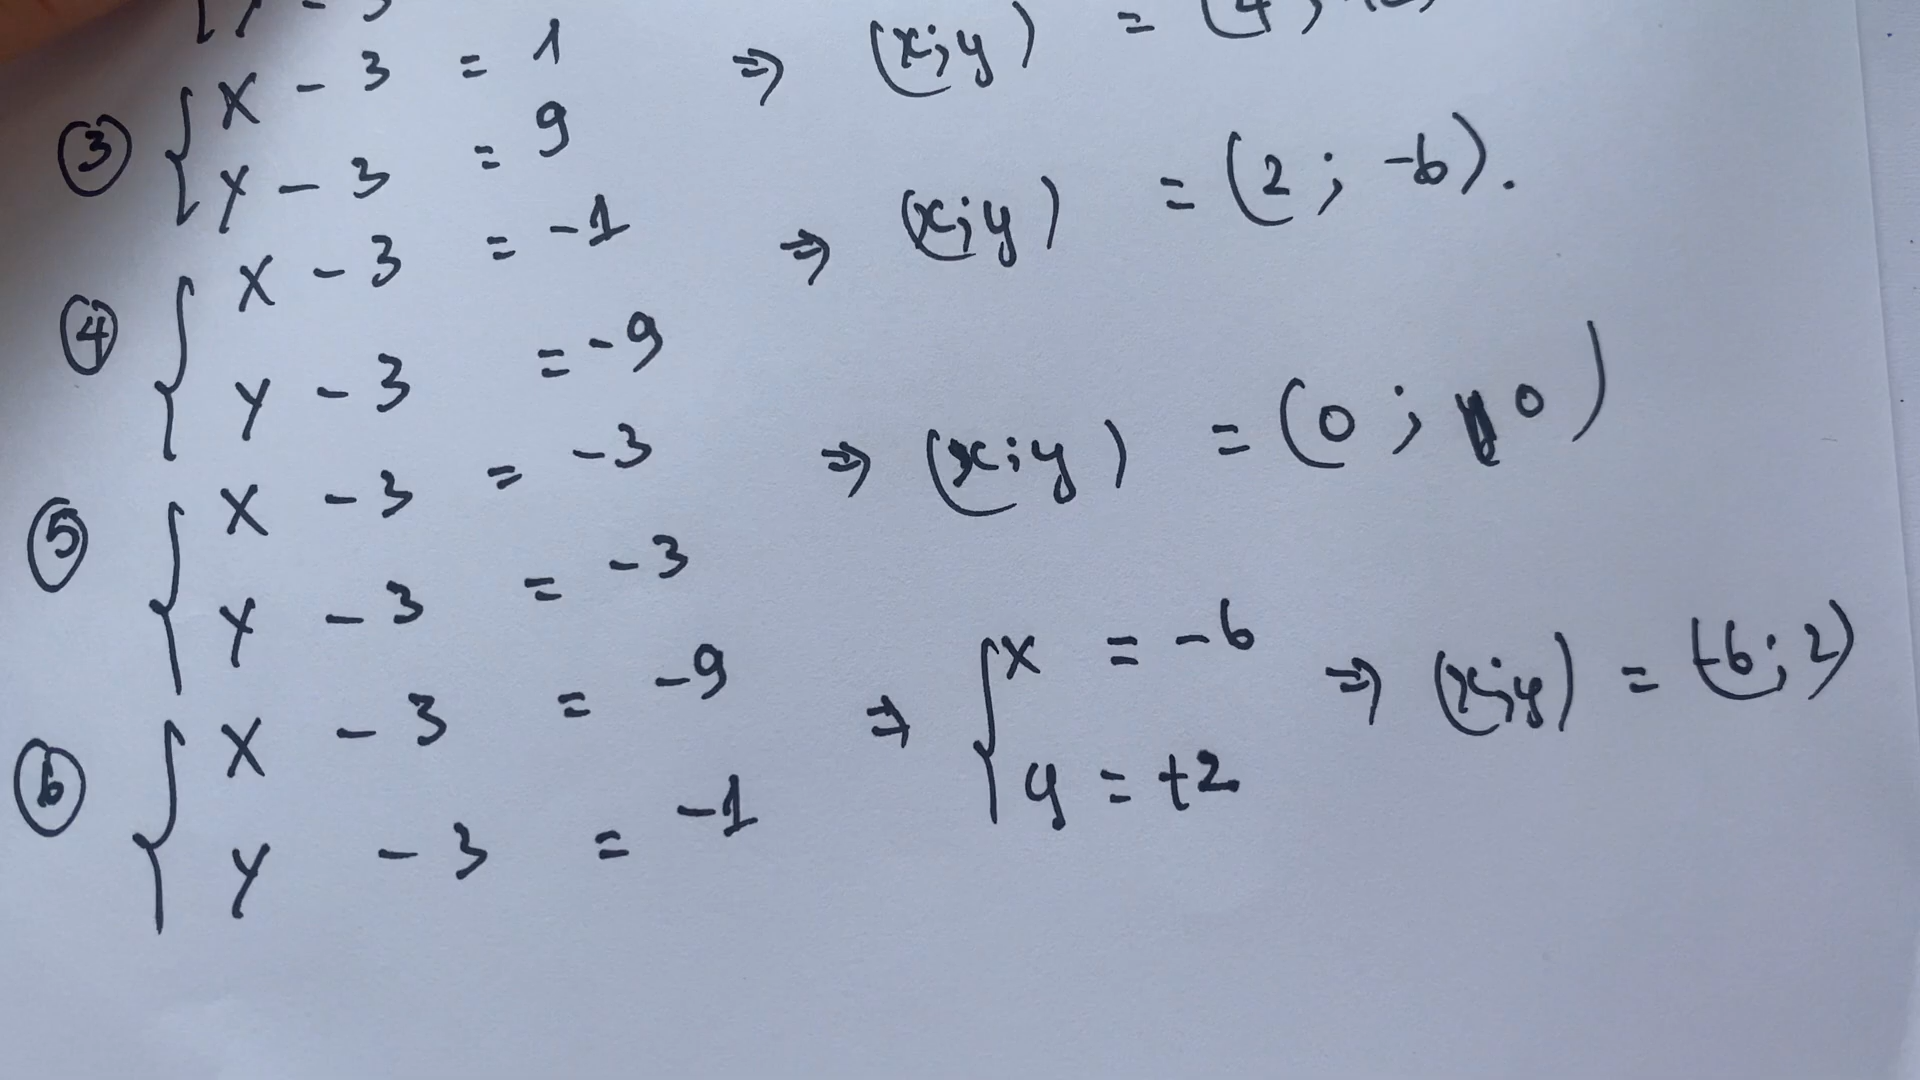 ③ { x - 3 = 1 ⇒ (x;y) = (4;
y - 3 = 9
④ { x - 3 = -1 ⇒ (x;y) = (2; -6).
y - 3 = -9
⑤ { x - 3 = -3 ⇒ (x;y) = (0; 0)
y - 3 = -3
⑥ { x - 3 = -9 ⇒ { x = -6 ⇒ (x;y) = (-6; 2)
y - 3 = -1 y = +2